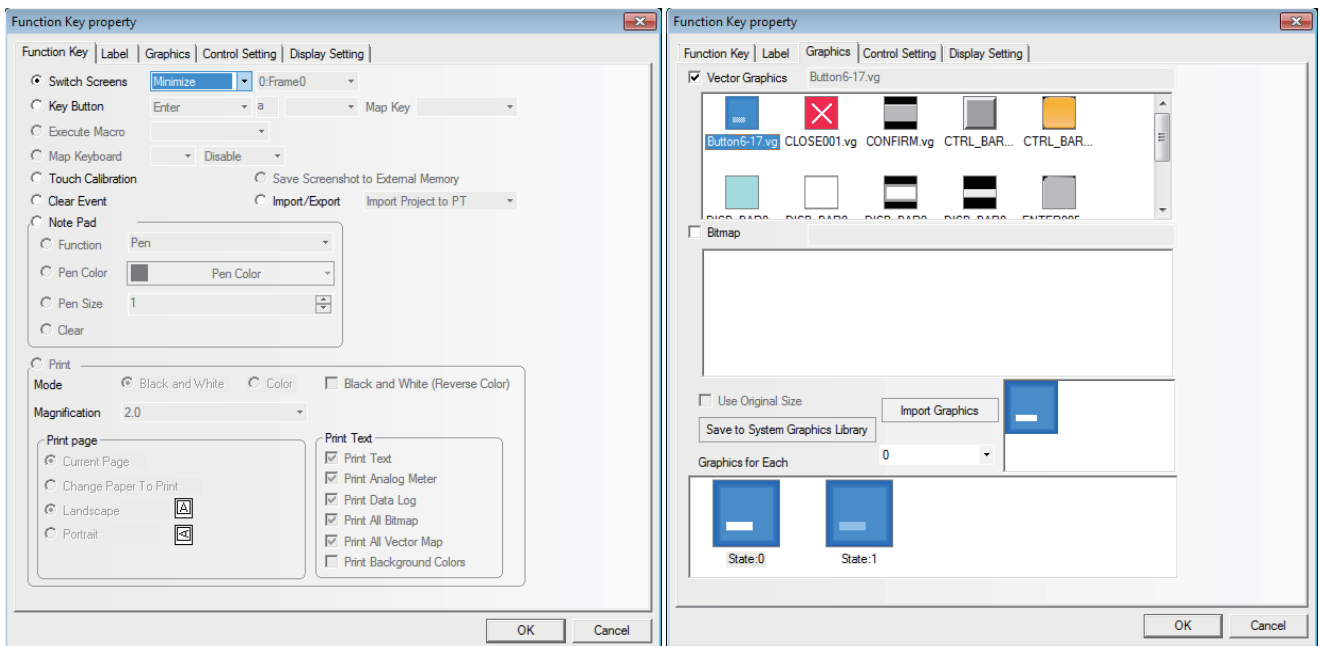 Function Key property
Function Key Label Graphics Control Setting Display Setting
Switch Screens Minimize 0:Frame0
Key Button Enter a Map Key
Execute Macro
Map Keyboard Disable
Touch Calibration Save Screenshot to External Memory
Clear Event Import/Export Import Project to PT
Note Pad
Function Pen
Pen Color Pen Color
Pen Size 1
Clear
Print
Mode Black and White Color Black and White (Reverse Color)
Magnification 2.0
Print page
Current Page
Change Paper To Print
Landscape A
Portrait A
Print Text
Print Text
Print Analog Meter
Print Data Log
Print All Bitmap
Print All Vector Map
Print Background Colors
OK Cancel
Function Key property
Function Key Label Graphics Control Setting Display Setting
Vector Graphics Button6-17.vg
Button6-17.vg CLOSE001.vg CONFIRM.vg CTRL_BAR... CTRL_BAR...
Bitmap
Use Original Size
Import Graphics
Save to System Graphics Library
Graphics for Each 0
State:0 State:1
OK Cancel